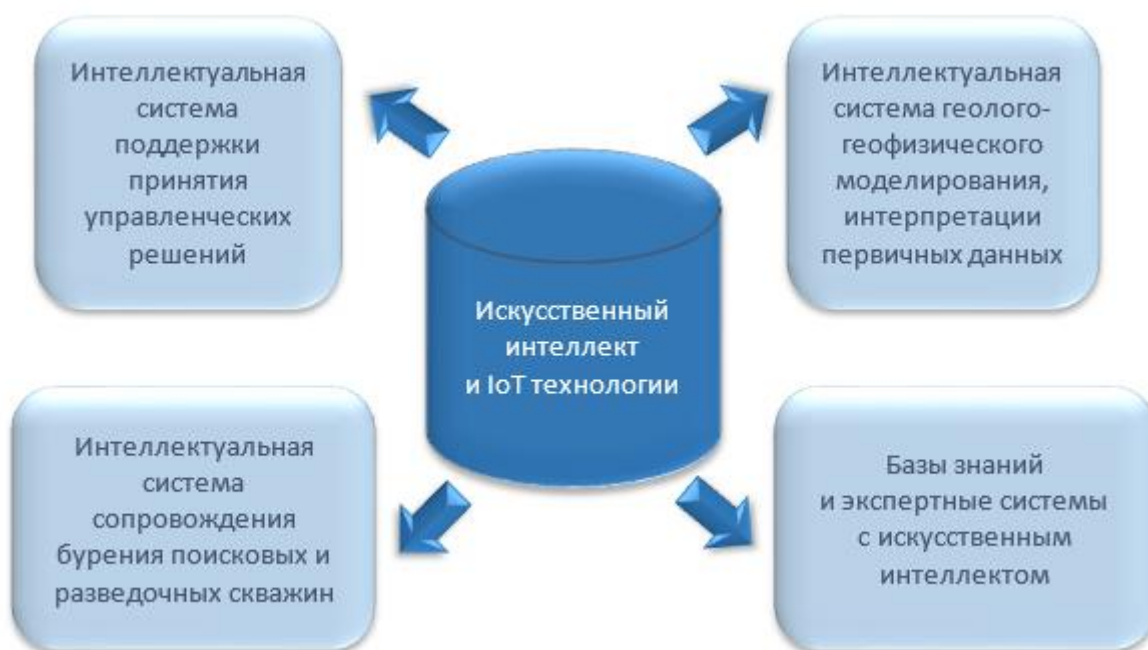 Интеллектуальная
система
поддержки
принятия
управленческих
решений
Интеллектуальная
система геолого-
геофизического
моделирования,
интерпретации
первичных данных
Искусственный
интеллект
и IoT технологии
Интеллектуальная
система
сопровождения
бурения поисковых и
разведочных скважин
Базы знаний
и экспертные системы
с искусственным
интеллектом